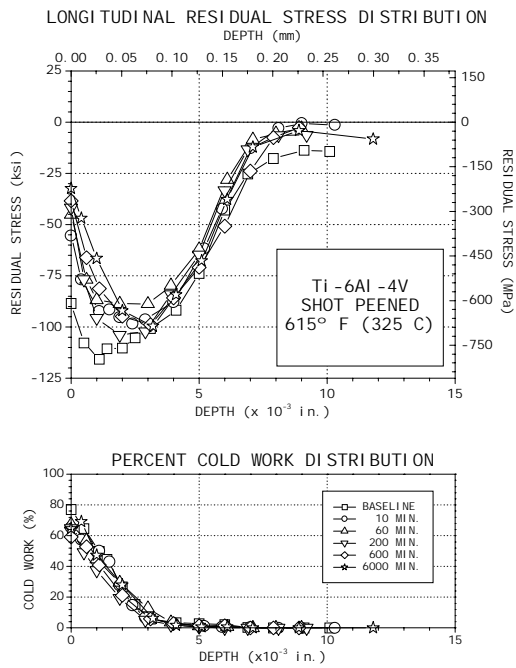 LONGITUDINAL RESIDUAL STRESS DISTRIBUTION
DEPTH (mm)
0.00 0.05 0.10 0.15 0.20 0.25 0.30 0.35
25
0
-25
-50
-75
-100
-125
RESIDUAL STRESS (ksi)
150
0
-150
-300
-450
-600
-750
RESIDUAL STRESS (MPa)
Ti-6Al-4V
SHOT PEENED
615° F (325 C)
0 5 10 15
DEPTH (x 10⁻³ in.)
PERCENT COLD WORK DISTRIBUTION
100
80
60
40
20
0
COLD WORK (%)
BASELINE
10 MIN.
60 MIN.
200 MIN.
600 MIN.
6000 MIN.
0 5 10 15
DEPTH (x10⁻³ in.)